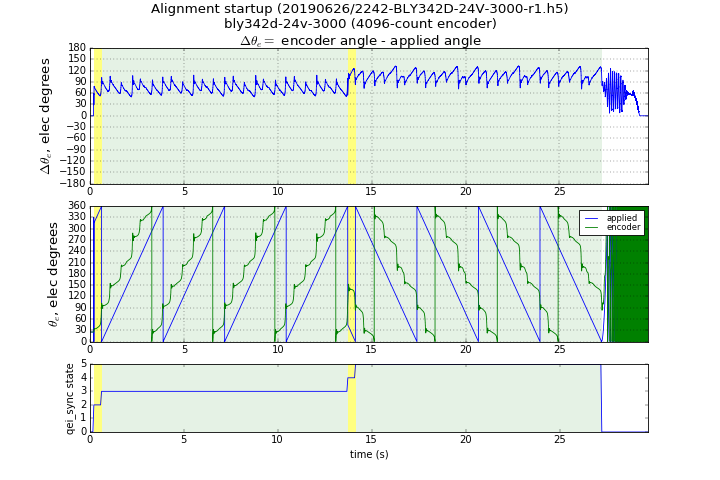 Alignment startup (20190626/2242-BLY342D-24V-3000-r1.h5)
bly342d-24v-3000 (4096-count encoder)
Δθₑ = encoder angle - applied angle
Δθₑ, elec degrees
180
150
120
90
60
30
0
−30
−60
−90
−120
−150
−180
0 5 10 15 20 25
θₑ, elec degrees
360
330
300
270
240
210
180
150
120
90
60
30
0
applied
encoder
0 5 10 15 20 25
qei_sync state
5
4
3
2
1
0
0 5 10 15 20 25
time (s)